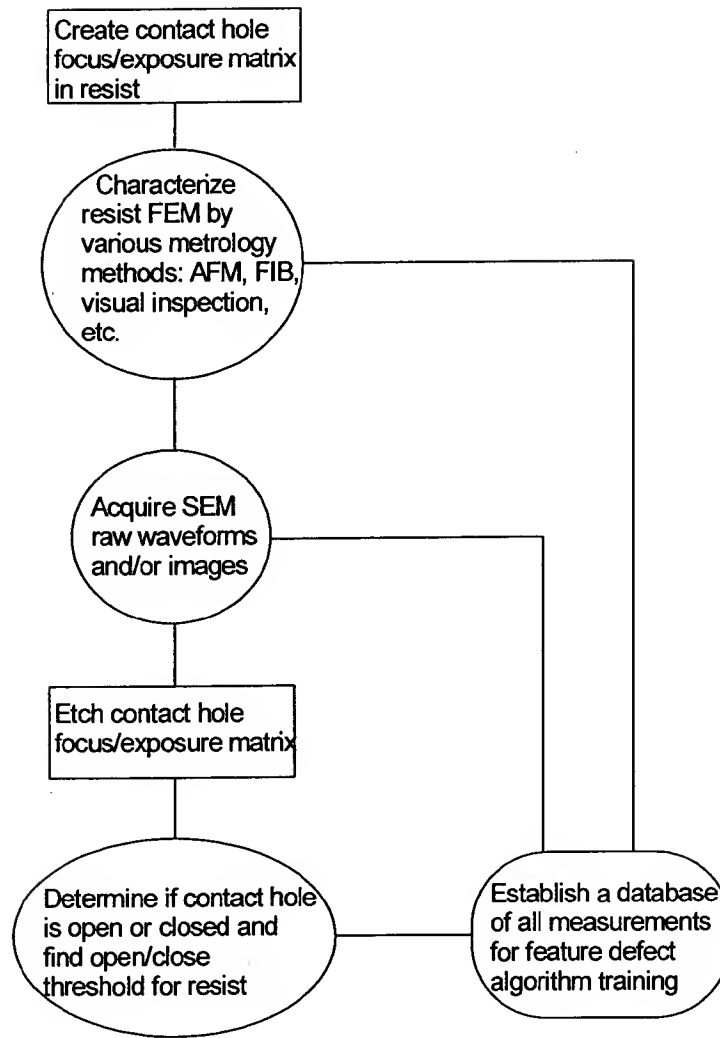 Create contact hole
focus/exposure matrix
in resist
Characterize
resist FEM by
various metrology
methods: AFM, FIB,
visual inspection,
etc.
Acquire SEM
raw waveforms
and/or images
Etch contact hole
focus/exposure matrix
Determine if contact hole
is open or closed and
find open/close
threshold for resist
Establish a database
of all measurements
for feature defect
algorithm training